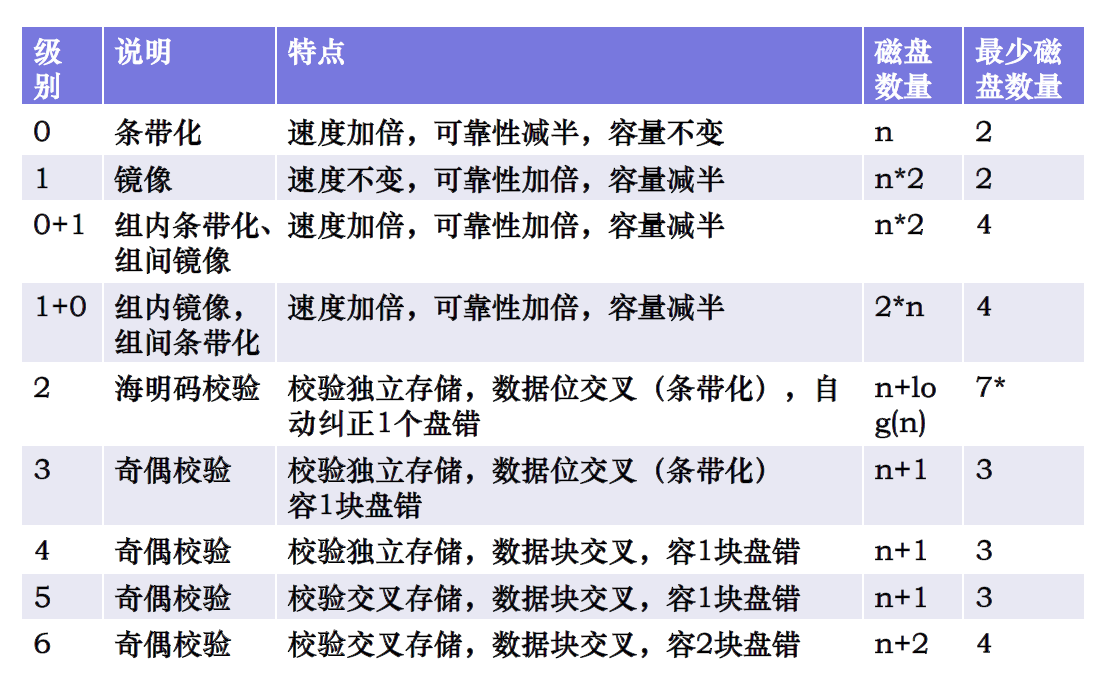 级别 说明 特点 磁盘数量 最少磁盘数量
0 条带化 速度加倍，可靠性减半，容量不变 n 2
1 镜像 速度不变，可靠性加倍，容量减半 n*2 2
0+1 组内条带化、组间镜像 速度加倍，可靠性加倍，容量减半 n*2 4
1+0 组内镜像，组间条带化 速度加倍，可靠性加倍，容量减半 2*n 4
2 海明码校验 校验独立存储，数据位交叉（条带化），自动纠正1个盘错 n+log(n) 7*
3 奇偶校验 校验独立存储，数据位交叉（条带化）容1块盘错 n+1 3
4 奇偶校验 校验独立存储，数据块交叉，容1块盘错 n+1 3
5 奇偶校验 校验交叉存储，数据块交叉，容1块盘错 n+1 3
6 奇偶校验 校验交叉存储，数据块交叉，容2块盘错 n+2 4